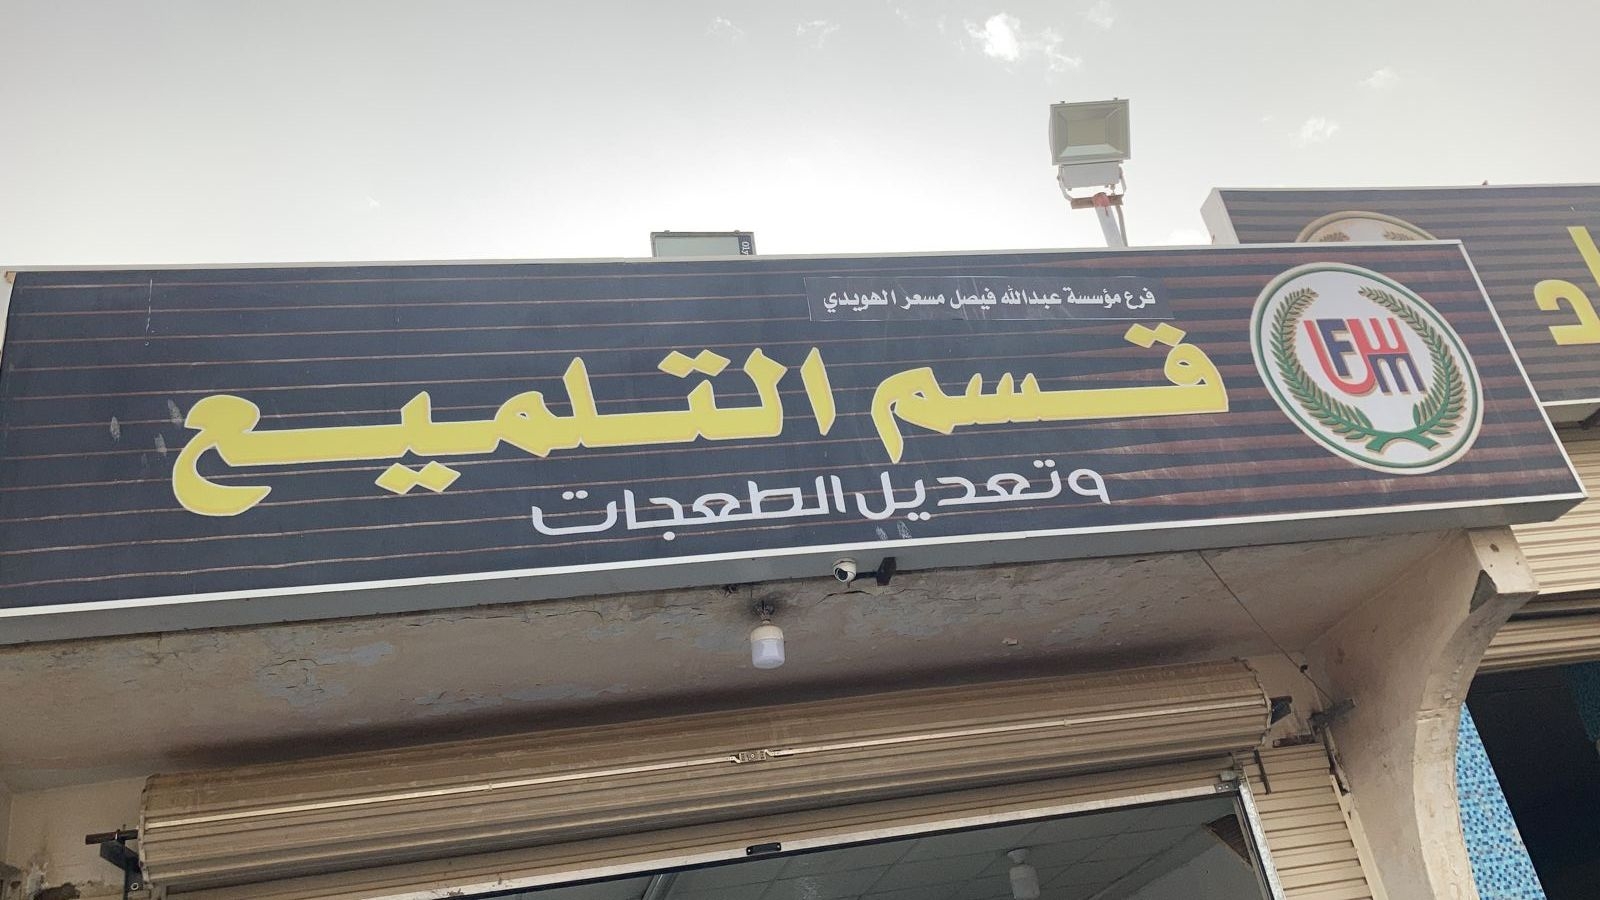 فرع مؤسسة عبدالله فيصل مسعر الهويدي
قسم التلميع
وتعديل الطعجات